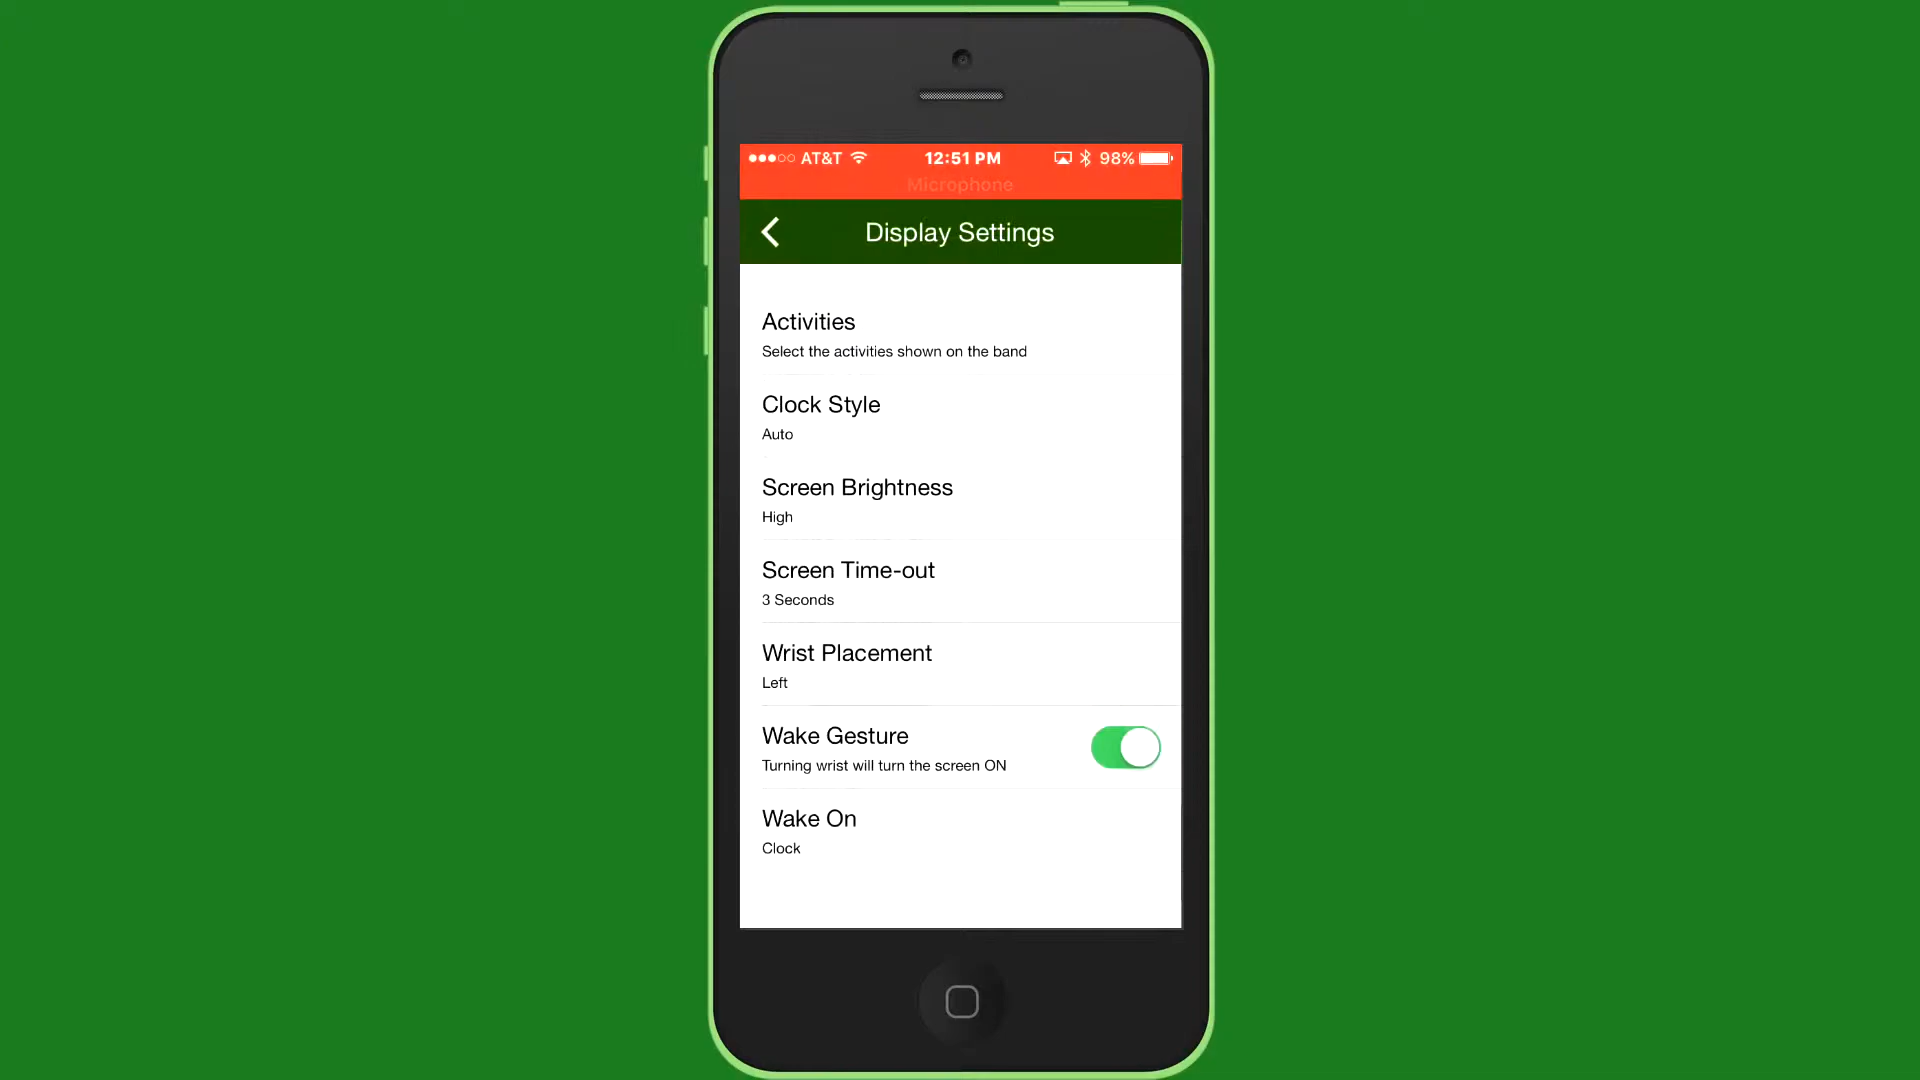 AT&T 12:51 PM 98%
Microphone
Display Settings
Activities
Select the activities shown on the band
Clock Style
Auto
Screen Brightness
High
Screen Time-out
3 Seconds
Wrist Placement
Left
Wake Gesture
Turning wrist will turn the screen ON
Wake On
Clock